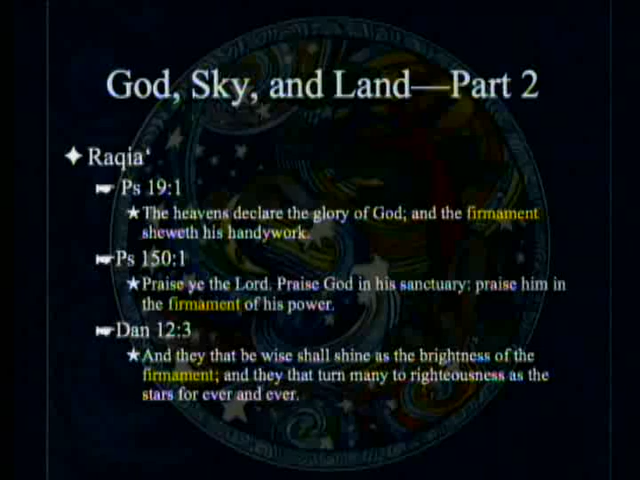 God, Sky, and Land—Part 2
Raqia‘
Ps 19:1
The heavens declare the glory of God; and the firmament
sheweth his handywork.
Ps 150:1
Praise ye the Lord. Praise God in his sanctuary: praise him in
the firmament of his power.
Dan 12:3
And they that be wise shall shine as the brightness of the
firmament; and they that turn many to righteousness as the
stars for ever and ever.